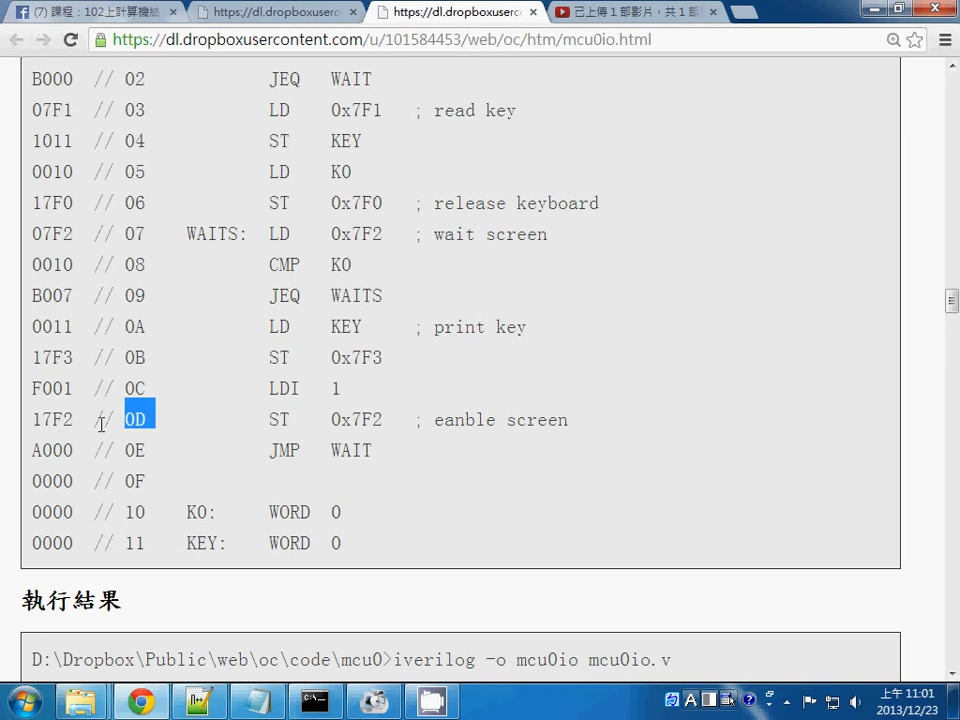 (7) 課程：102上計算機結
https://dl.dropboxuserc
https://dl.dropboxuserc
已上傳 1 部影片，共 1 部
https://dl.dropboxusercontent.com/u/101584453/web/oc/htm/mcu0io.html
B000 // 02 JEQ WAIT
07F1 // 03 LD 0x7F1 ; read key
1011 // 04 ST KEY
0010 // 05 LD K0
17F0 // 06 ST 0x7F0 ; release keyboard
07F2 // 07 WAITS: LD 0x7F2 ; wait screen
0010 // 08 CMP K0
B007 // 09 JEQ WAITS
0011 // 0A LD KEY ; print key
17F3 // 0B ST 0x7F3
F001 // 0C LDI 1
17F2 // 0D ST 0x7F2 ; eanble screen
A000 // 0E JMP WAIT
0000 // 0F
0000 // 10 K0: WORD 0
0000 // 11 KEY: WORD 0
執行結果
D:\Dropbox\Public\web\oc\code\mcu0>iverilog -o mcu0io mcu0io.v
上午 11:01
2013/12/23